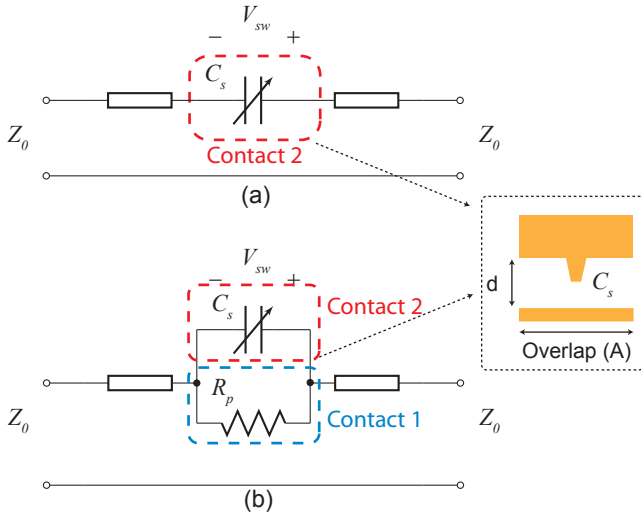 V_sw
− +
C_s
Z_0 Z_0
Contact 2
(a)
V_sw
− +
C_s Contact 2
d C_s
Overlap (A)
R_p
Z_0 Contact 1 Z_0
(b)